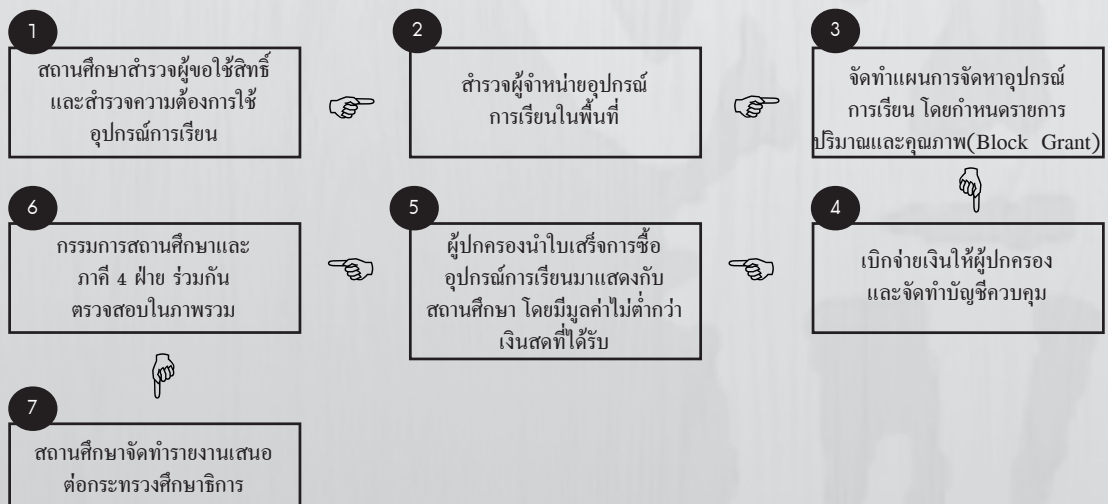 1
สถานศึกษาสำรวจผู้ขอใช้สิทธิ์
และสำรวจความต้องการใช้
อุปกรณ์การเรียน
2
สำรวจผู้จำหน่ายอุปกรณ์
การเรียนในพื้นที่
3
จัดทำแผนการจัดหาอุปกรณ์
การเรียน โดยกำหนดรายการ
ปริมาณและคุณภาพ(Block Grant)
4
เบิกจ่ายเงินให้ผู้ปกครอง
และจัดทำบัญชีควบคุม
5
ผู้ปกครองนำใบเสร็จการซื้อ
อุปกรณ์การเรียนมาแสดงกับ
สถานศึกษา โดยมีมูลค่าไม่ต่ำกว่า
เงินสดที่ได้รับ
6
กรรมการสถานศึกษาและ
ภาคี 4 ฝ่าย ร่วมกัน
ตรวจสอบในภาพรวม
7
สถานศึกษาจัดทำรายงานเสนอ
ต่อกระทรวงศึกษาธิการ